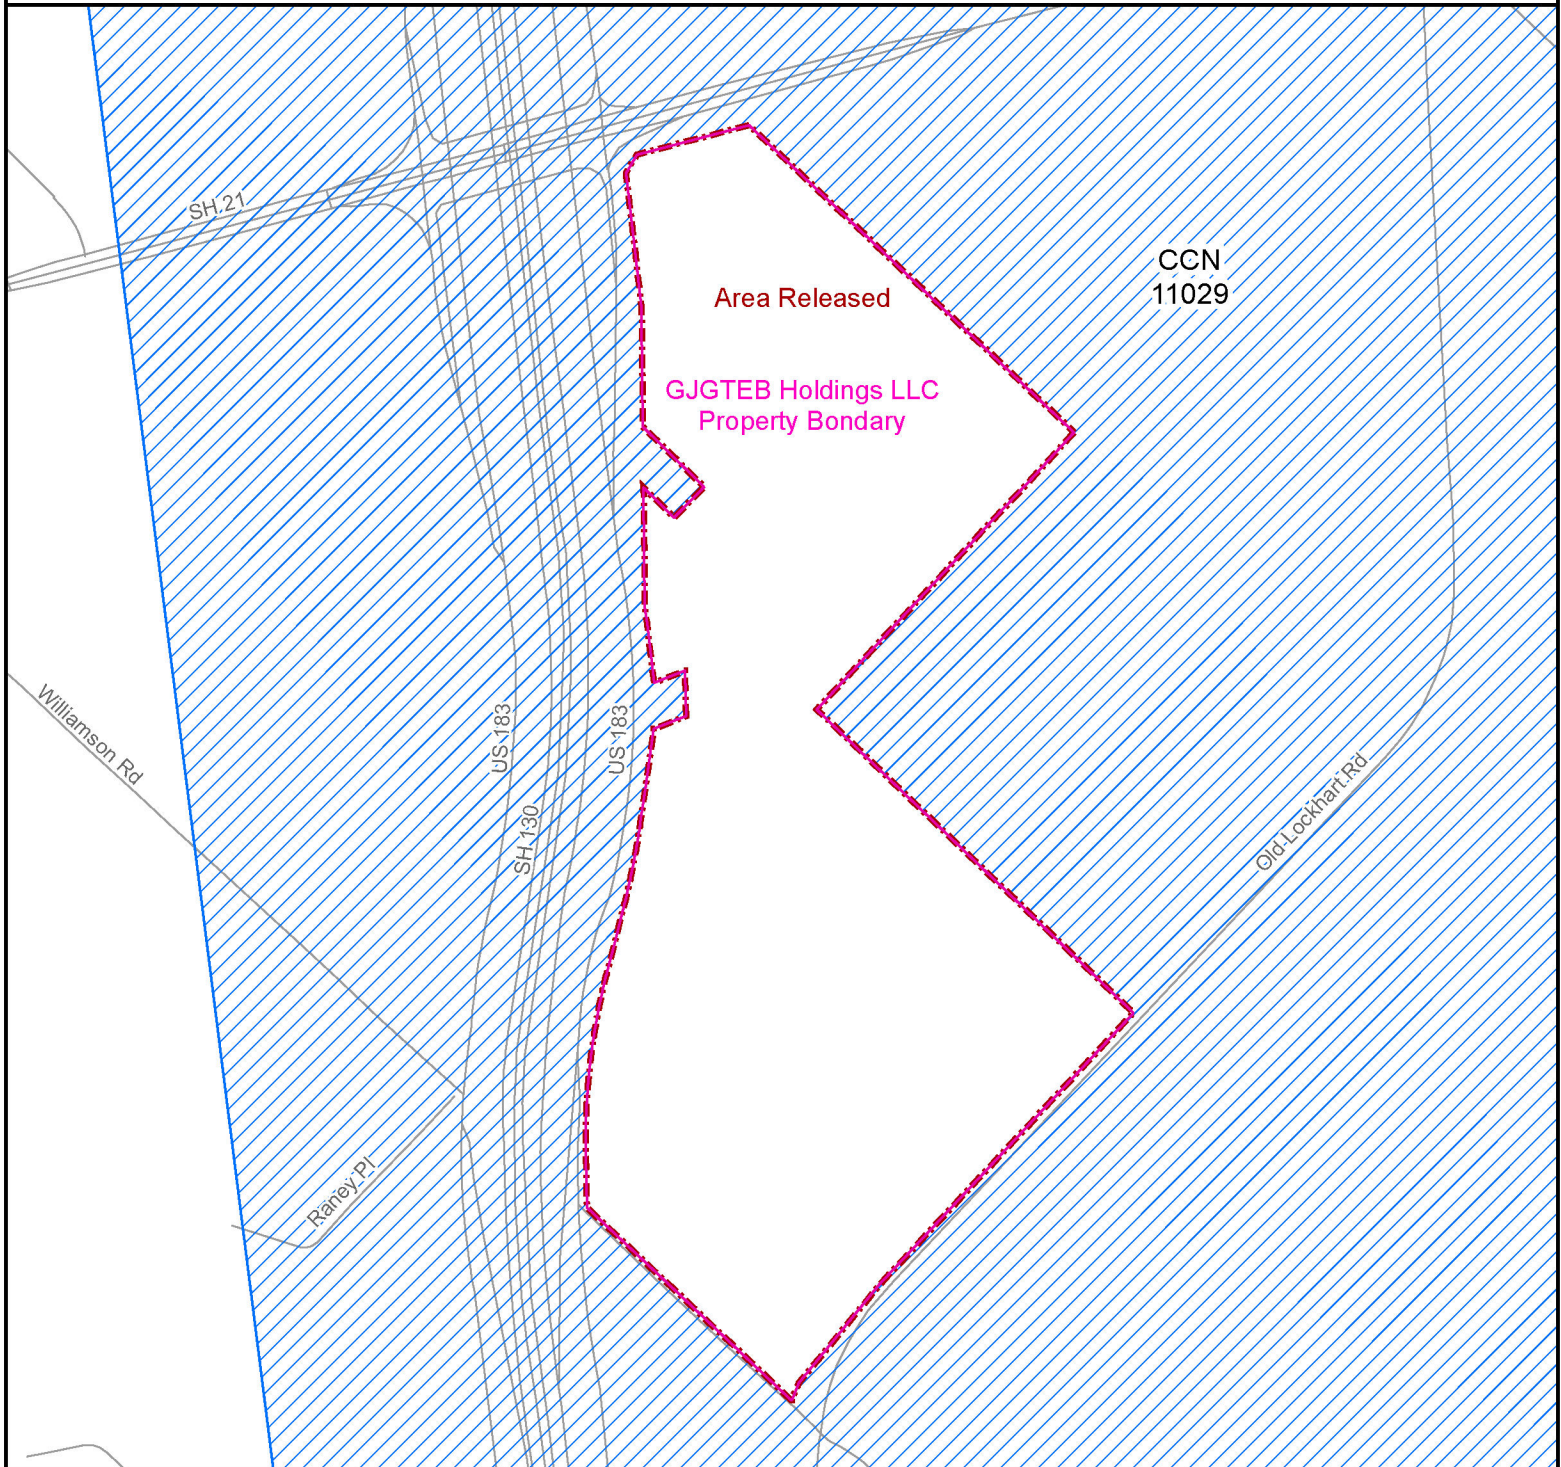 SH 21
CCN
11029
Area Released
GJGTEB Holdings LLC
Property Bondary
Williamson Rd
US 183
US 183
SH 130
Old Lockhart Rd
Raney Pl